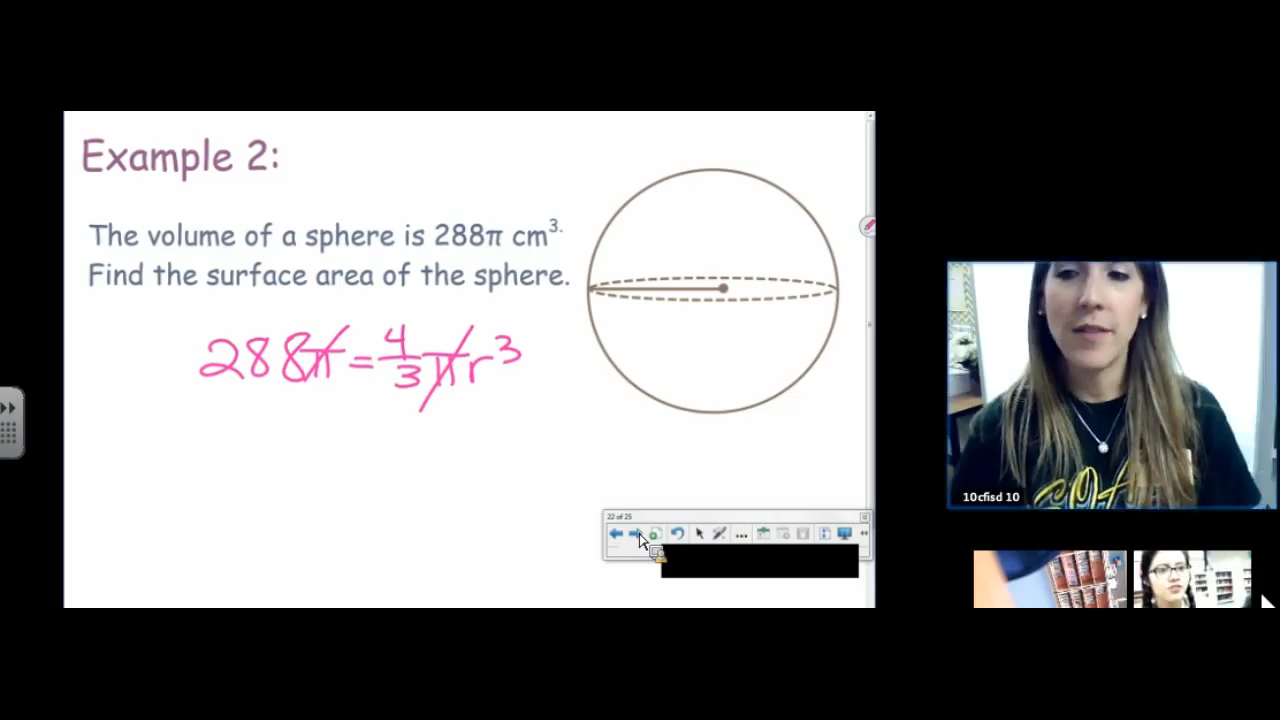 Example 2:
The volume of a sphere is 288π cm³.
Find the surface area of the sphere.
288π = 4/3 πr³
22 of 25
10cfisd 10